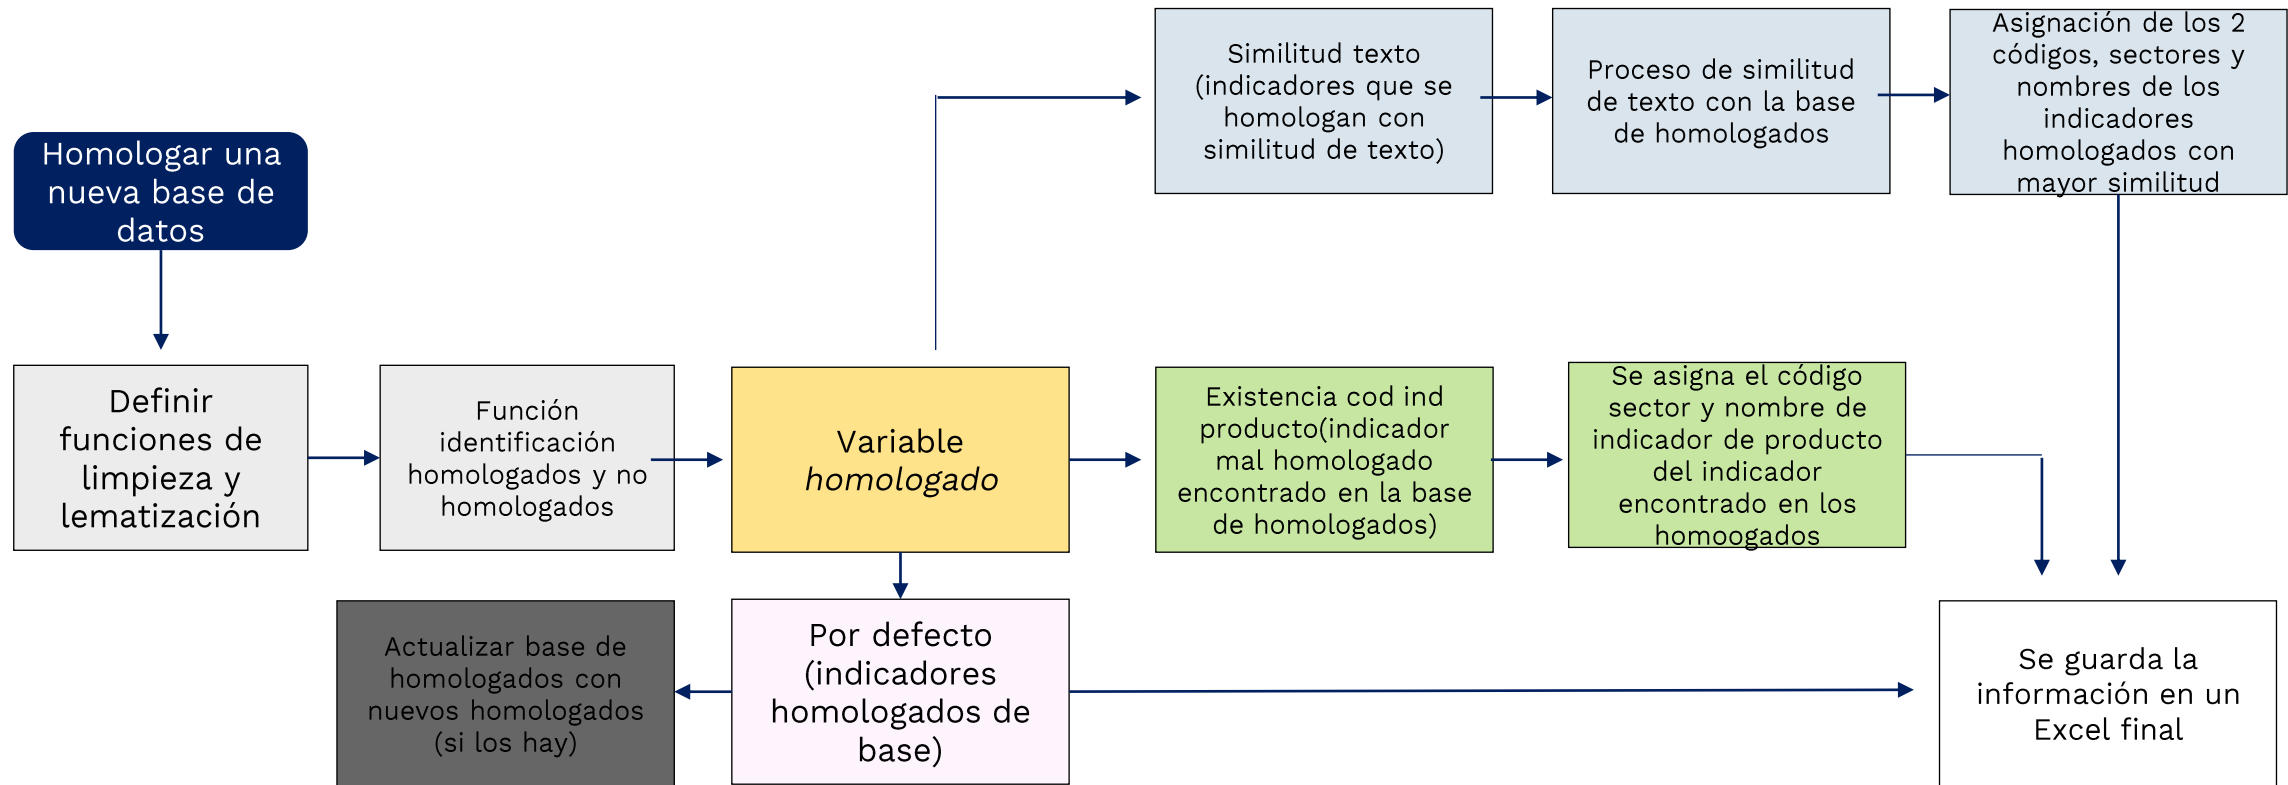 Homologar una
nueva base de
datos
Similitud texto
(indicadores que se
homologan con
similitud de texto)
Proceso de similitud
de texto con la base
de homologados
Asignación de los 2
códigos, sectores y
nombres de los
indicadores
homologados con
mayor similitud
Definir
funciones de
limpieza y
lematización
Función
identificación
homologados y no
homologados
Variable
homologado
Existencia cod ind
producto(indicador
mal homologado
encontrado en la base
de homologados)
Se asigna el código
sector y nombre de
indicador de producto
del indicador
encontrado en los
homoogados
Actualizar base de
homologados con
nuevos homologados
(si los hay)
Por defecto
(indicadores
homologados de
base)
Se guarda la
información en un
Excel final